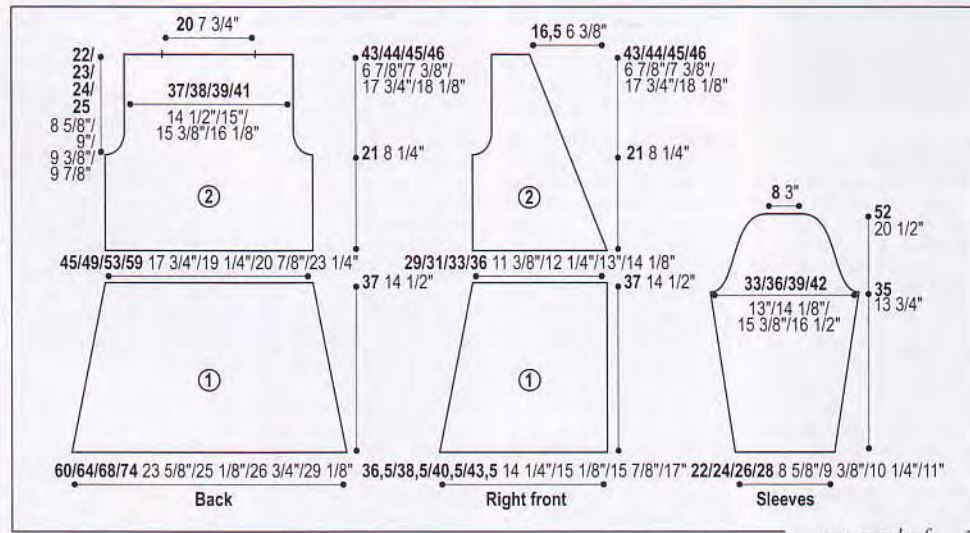 20 7 3/4"
22/
23/
24/
25
8 5/8"/
9"/
9 3/8"/
9 7/8"
37/38/39/41
14 1/2"/15"/
15 3/8"/16 1/8"
43/44/45/46
6 7/8"/7 3/8"/
17 3/4"/18 1/8"
21 8 1/4"
2
45/49/53/59 17 3/4"/19 1/4"/20 7/8"/23 1/4"
37 14 1/2"
1
60/64/68/74 23 5/8"/25 1/8"/26 3/4"/29 1/8"
Back
16,5 6 3/8"
43/44/45/46
6 7/8"/7 3/8"/
17 3/4"/18 1/8"
21 8 1/4"
2
29/31/33/36 11 3/8"/12 1/4"/13"/14 1/8"
37 14 1/2"
1
36,5/38,5/40,5/43,5 14 1/4"/15 1/8"/15 7/8"/17"
Right front
8 3"
52
20 1/2"
33/36/39/42
13"/14 1/8"/
15 3/8"/16 1/2"
35
13 3/4"
22/24/26/28 8 5/8"/9 3/8"/10 1/4"/11"
Sleeves